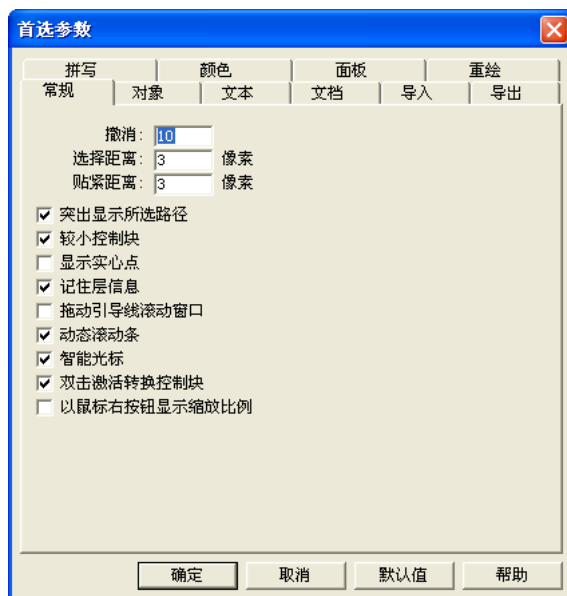 首选参数
拼写 颜色 面板 重绘
常规 对象 文本 文档 导入 导出
撤消: 10
选择距离: 3 像素
贴紧距离: 3 像素
突出显示所选路径
较小控制块
显示实心点
记住层信息
拖动引导线滚动窗口
动态滚动条
智能光标
双击激活转换控制块
以鼠标右按钮显示缩放比例
确定 取消 默认值 帮助